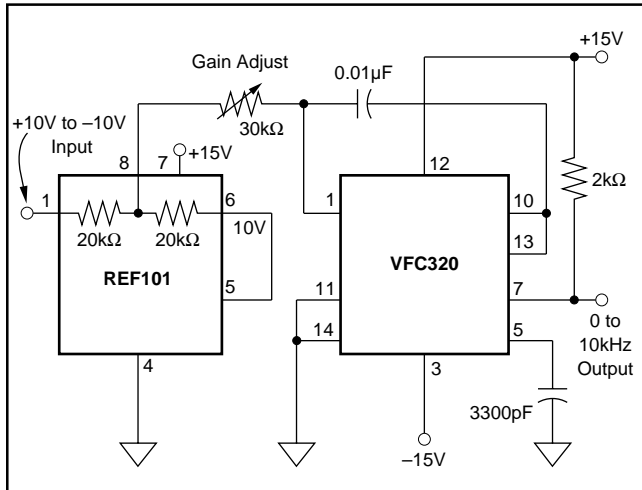 +15V
Gain Adjust
0.01µF
30kΩ
+10V to –10V
Input
8
7
+15V
12
2kΩ
1
6
1
10
20kΩ
20kΩ
10V
13
REF101
VFC320
5
11
7
14
5
0 to
10kHz
Output
4
3
3300pF
–15V